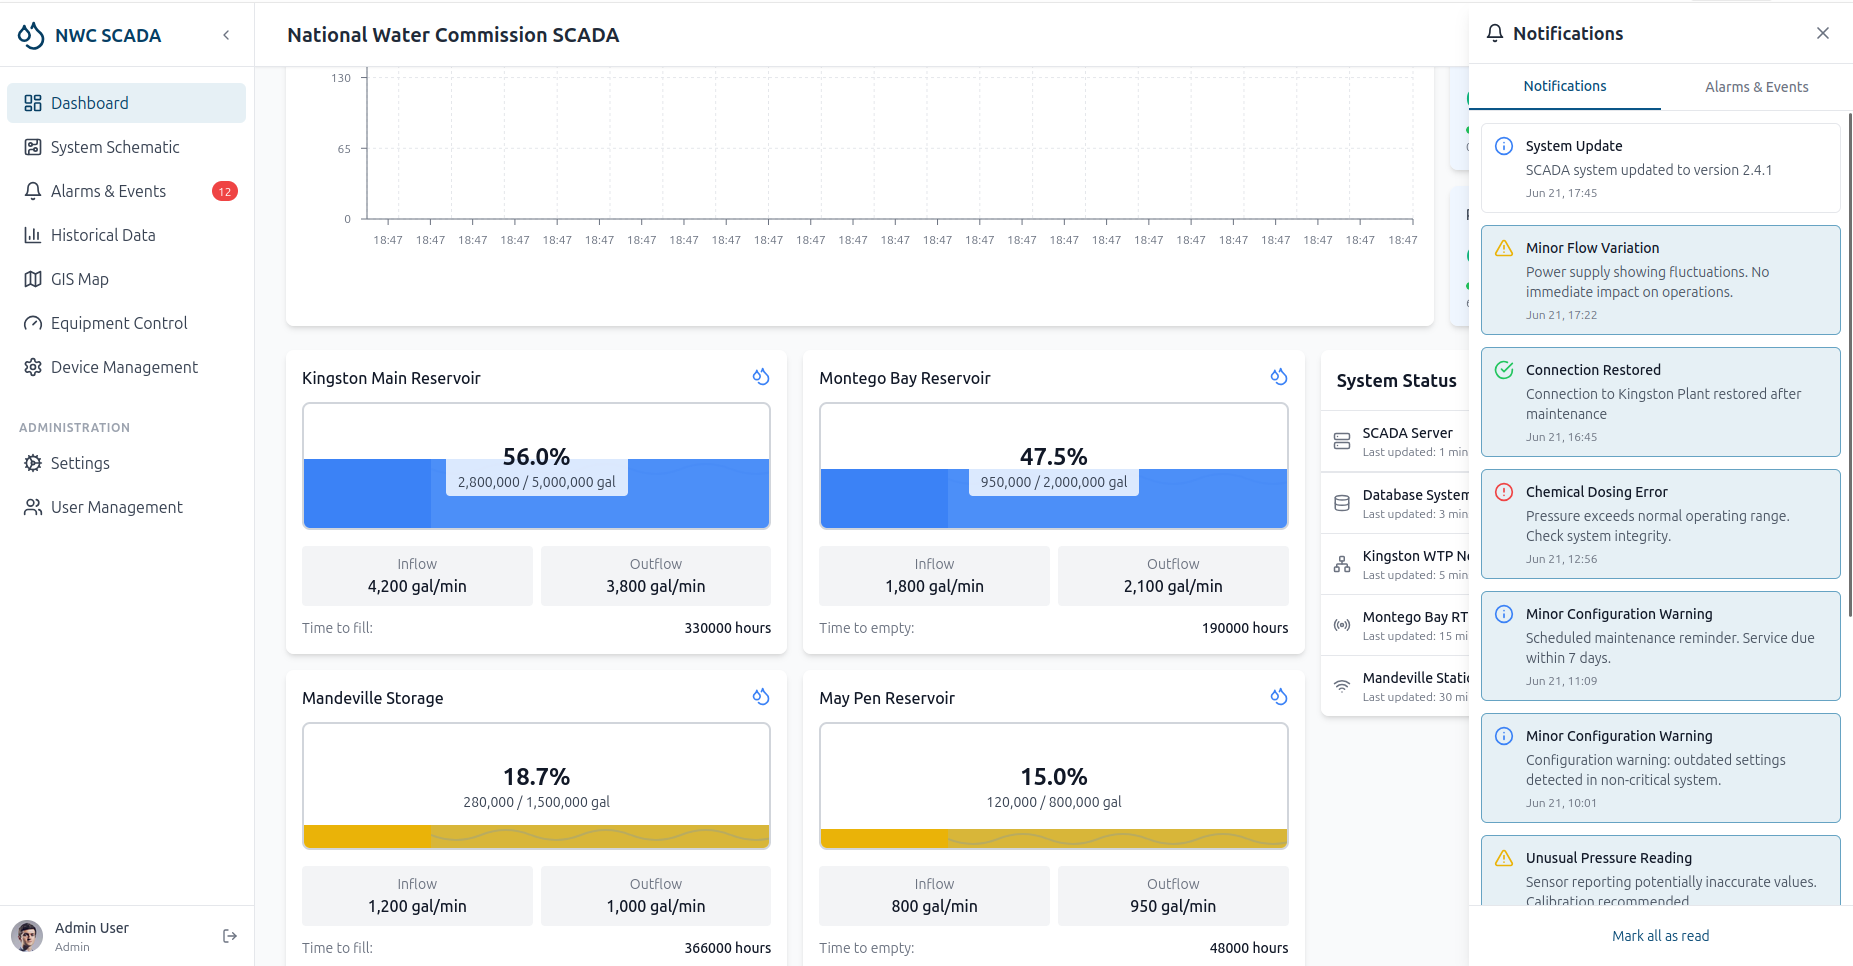 NWC SCADA
Dashboard
System Schematic
Alarms & Events
12
Historical Data
GIS Map
Equipment Control
Device Management
ADMINISTRATION
Settings
User Management
Admin User
Admin
National Water Commission SCADA
130
65
0
18:47 18:47 18:47 18:47 18:47 18:47 18:47 18:47 18:47 18:47 18:47 18:47 18:47 18:47 18:47 18:47 18:47 18:47 18:47 18:47 18:47 18:47 18:47 18:47 18:47
Kingston Main Reservoir
56.0%
2,800,000 / 5,000,000 gal
Inflow
4,200 gal/min
Outflow
3,800 gal/min
Time to fill:
330000 hours
Montego Bay Reservoir
47.5%
950,000 / 2,000,000 gal
Inflow
1,800 gal/min
Outflow
2,100 gal/min
Time to empty:
190000 hours
Mandeville Storage
18.7%
280,000 / 1,500,000 gal
Inflow
1,200 gal/min
Outflow
1,000 gal/min
Time to fill:
366000 hours
May Pen Reservoir
15.0%
120,000 / 800,000 gal
Inflow
800 gal/min
Outflow
950 gal/min
Time to empty:
48000 hours
System Status
SCADA Server
Last updated: 1 min
Database System
Last updated: 3 min
Kingston WTP Ne
Last updated: 5 min
Montego Bay RT
Last updated: 15 mi
Mandeville Static
Last updated: 30 mi
Notifications
Notifications
Alarms & Events
System Update
SCADA system updated to version 2.4.1
Jun 21, 17:45
Minor Flow Variation
Power supply showing fluctuations. No
immediate impact on operations.
Jun 21, 17:22
Connection Restored
Connection to Kingston Plant restored after
maintenance
Jun 21, 16:45
Chemical Dosing Error
Pressure exceeds normal operating range.
Check system integrity.
Jun 21, 12:56
Minor Configuration Warning
Scheduled maintenance reminder. Service due
within 7 days.
Jun 21, 11:09
Minor Configuration Warning
Configuration warning: outdated settings
detected in non-critical system.
Jun 21, 10:01
Unusual Pressure Reading
Sensor reporting potentially inaccurate values.
Calibration recommended
Mark all as read